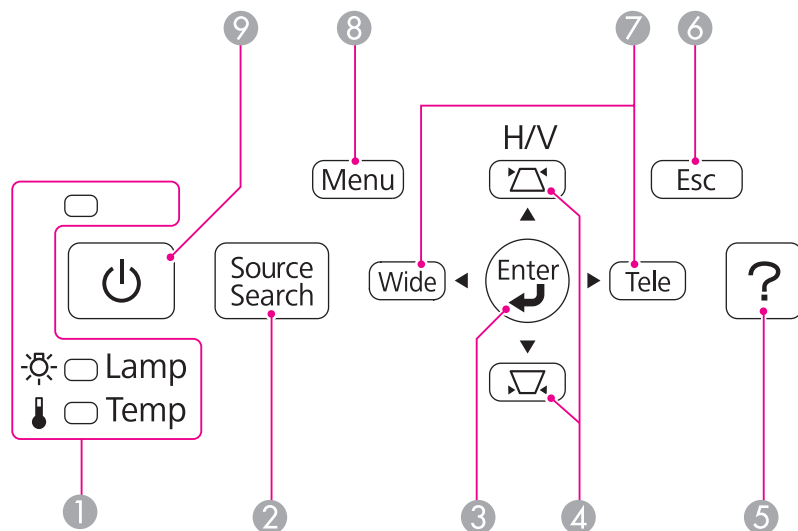 9 8 7 6
H/V
Menu Esc
Source
Search
Wide Enter Tele ?
Lamp
Temp
1 2 3 4 5